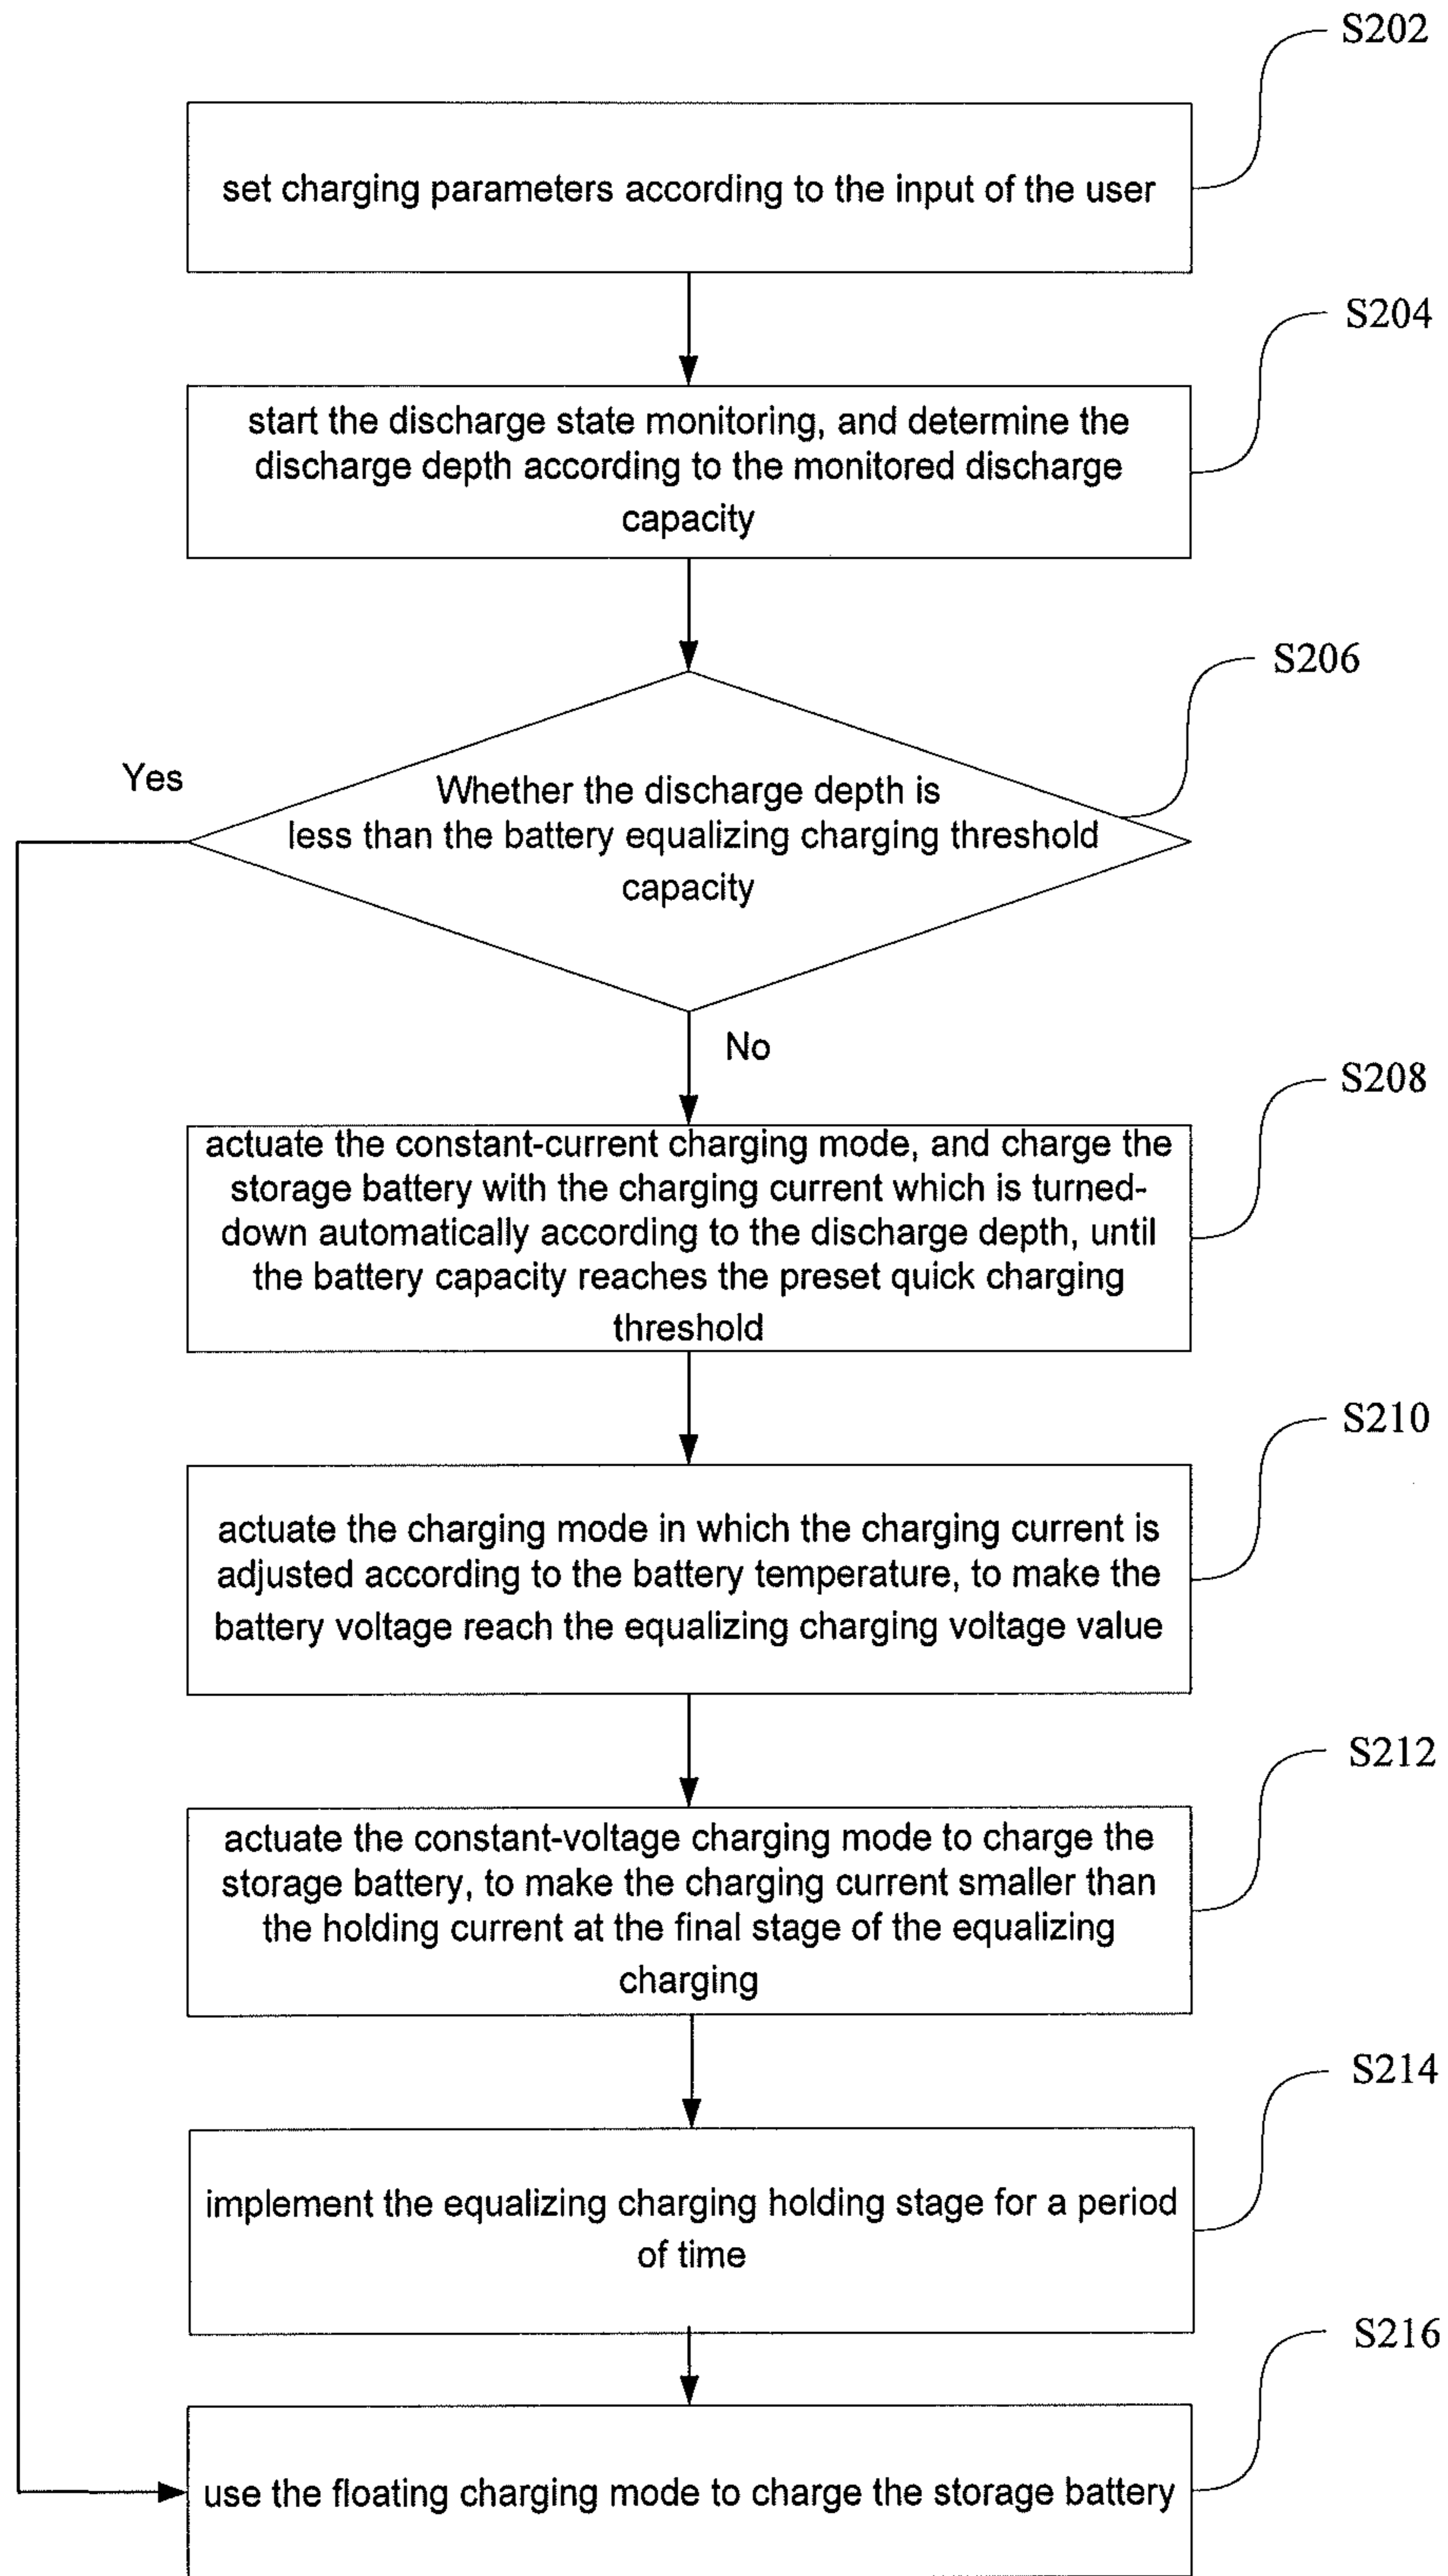 S202
set charging parameters according to the input of the user
S204
start the discharge state monitoring, and determine the
discharge depth according to the monitored discharge
capacity
S206
Yes
Whether the discharge depth is
less than the battery equalizing charging threshold
capacity
No
S208
actuate the constant-current charging mode, and charge the
storage battery with the charging current which is turned-
down automatically according to the discharge depth, until
the battery capacity reaches the preset quick charging
threshold
S210
actuate the charging mode in which the charging current is
adjusted according to the battery temperature, to make the
battery voltage reach the equalizing charging voltage value
S212
actuate the constant-voltage charging mode to charge the
storage battery, to make the charging current smaller than
the holding current at the final stage of the equalizing
charging
S214
implement the equalizing charging holding stage for a period
of time
S216
use the floating charging mode to charge the storage battery